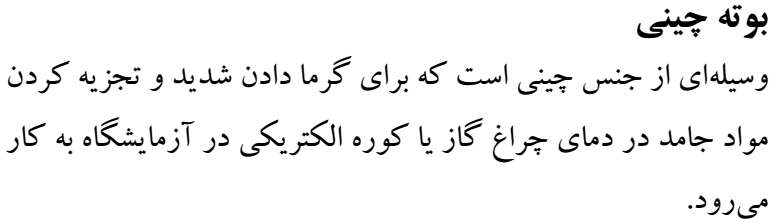 بوته چینی
وسیله‌ای از جنس چینی است که برای گرما دادن شدید و تجزیه کردن
مواد جامد در دمای چراغ گاز یا کوره الکتریکی در آزمایشگاه به کار
می‌رود.